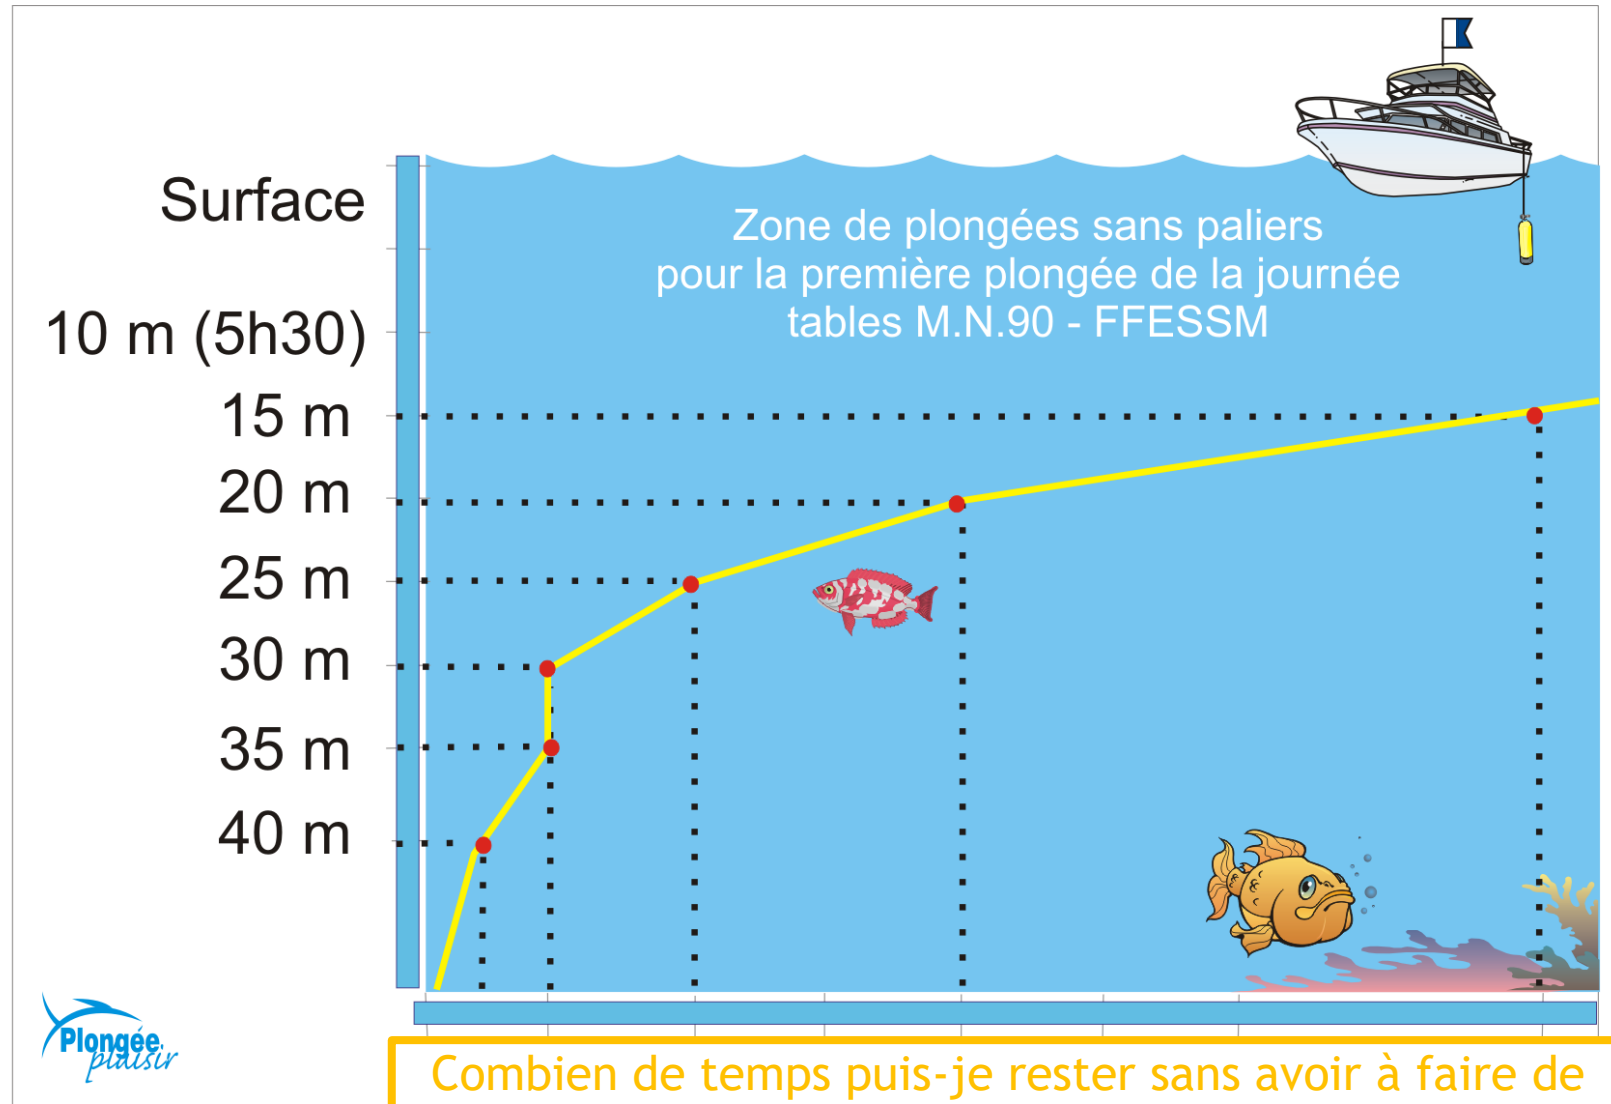 Surface
Zone de plongées sans paliers
pour la première plongée de la journée
tables M.N.90 - FFESSM
10 m (5h30)
15 m
20 m
25 m
30 m
35 m
40 m
Plongée
plaisir
Combien de temps puis-je rester sans avoir à faire de